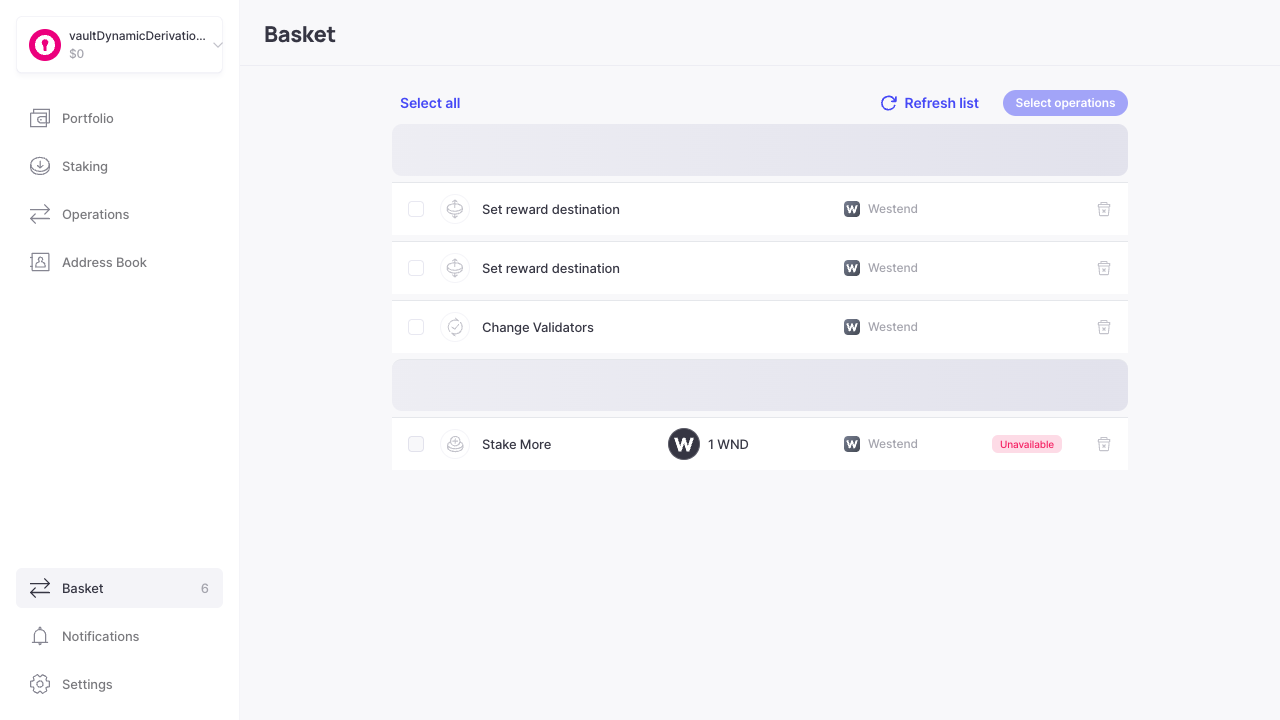 vaultDynamicDerivatio...
$0
Portfolio
Staking
Operations
Address Book
Basket 6
Notifications
Settings
Basket
Select all Refresh list Select operations
Set reward destination W Westend
Set reward destination W Westend
Change Validators W Westend
Stake More W 1 WND W Westend Unavailable